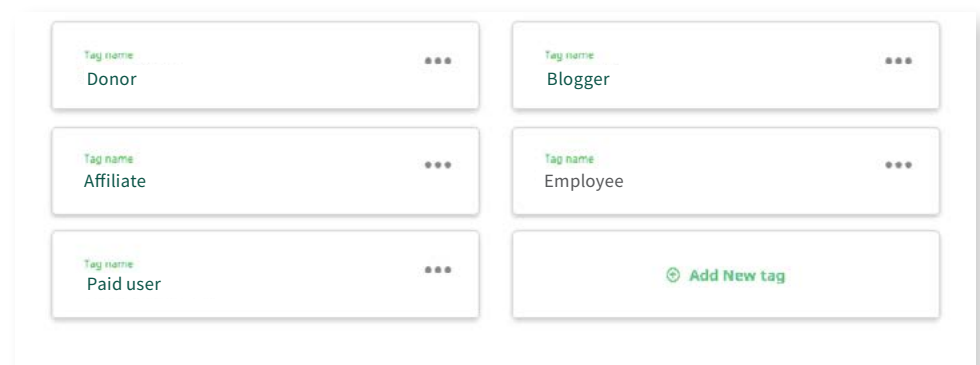 Tag name
Donor
Tag name
Blogger
Tag name
Affiliate
Tag name
Employee
Tag name
Paid user
Add New tag